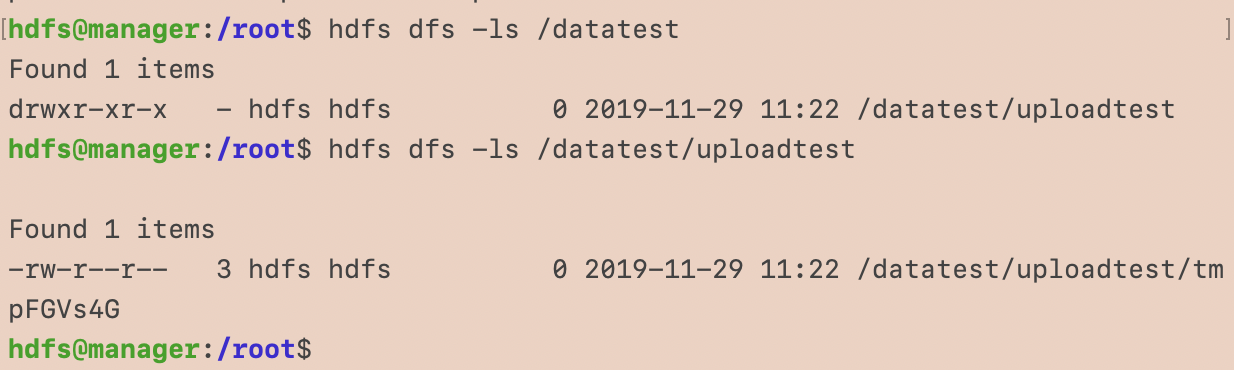 [hdfs@manager:/root$ hdfs dfs -ls /datatest ]
Found 1 items
drwxr-xr-x   - hdfs hdfs          0 2019-11-29 11:22 /datatest/uploadtest
hdfs@manager:/root$ hdfs dfs -ls /datatest/uploadtest
Found 1 items
-rw-r--r--   3 hdfs hdfs          0 2019-11-29 11:22 /datatest/uploadtest/tm
pFGVs4G
hdfs@manager:/root$